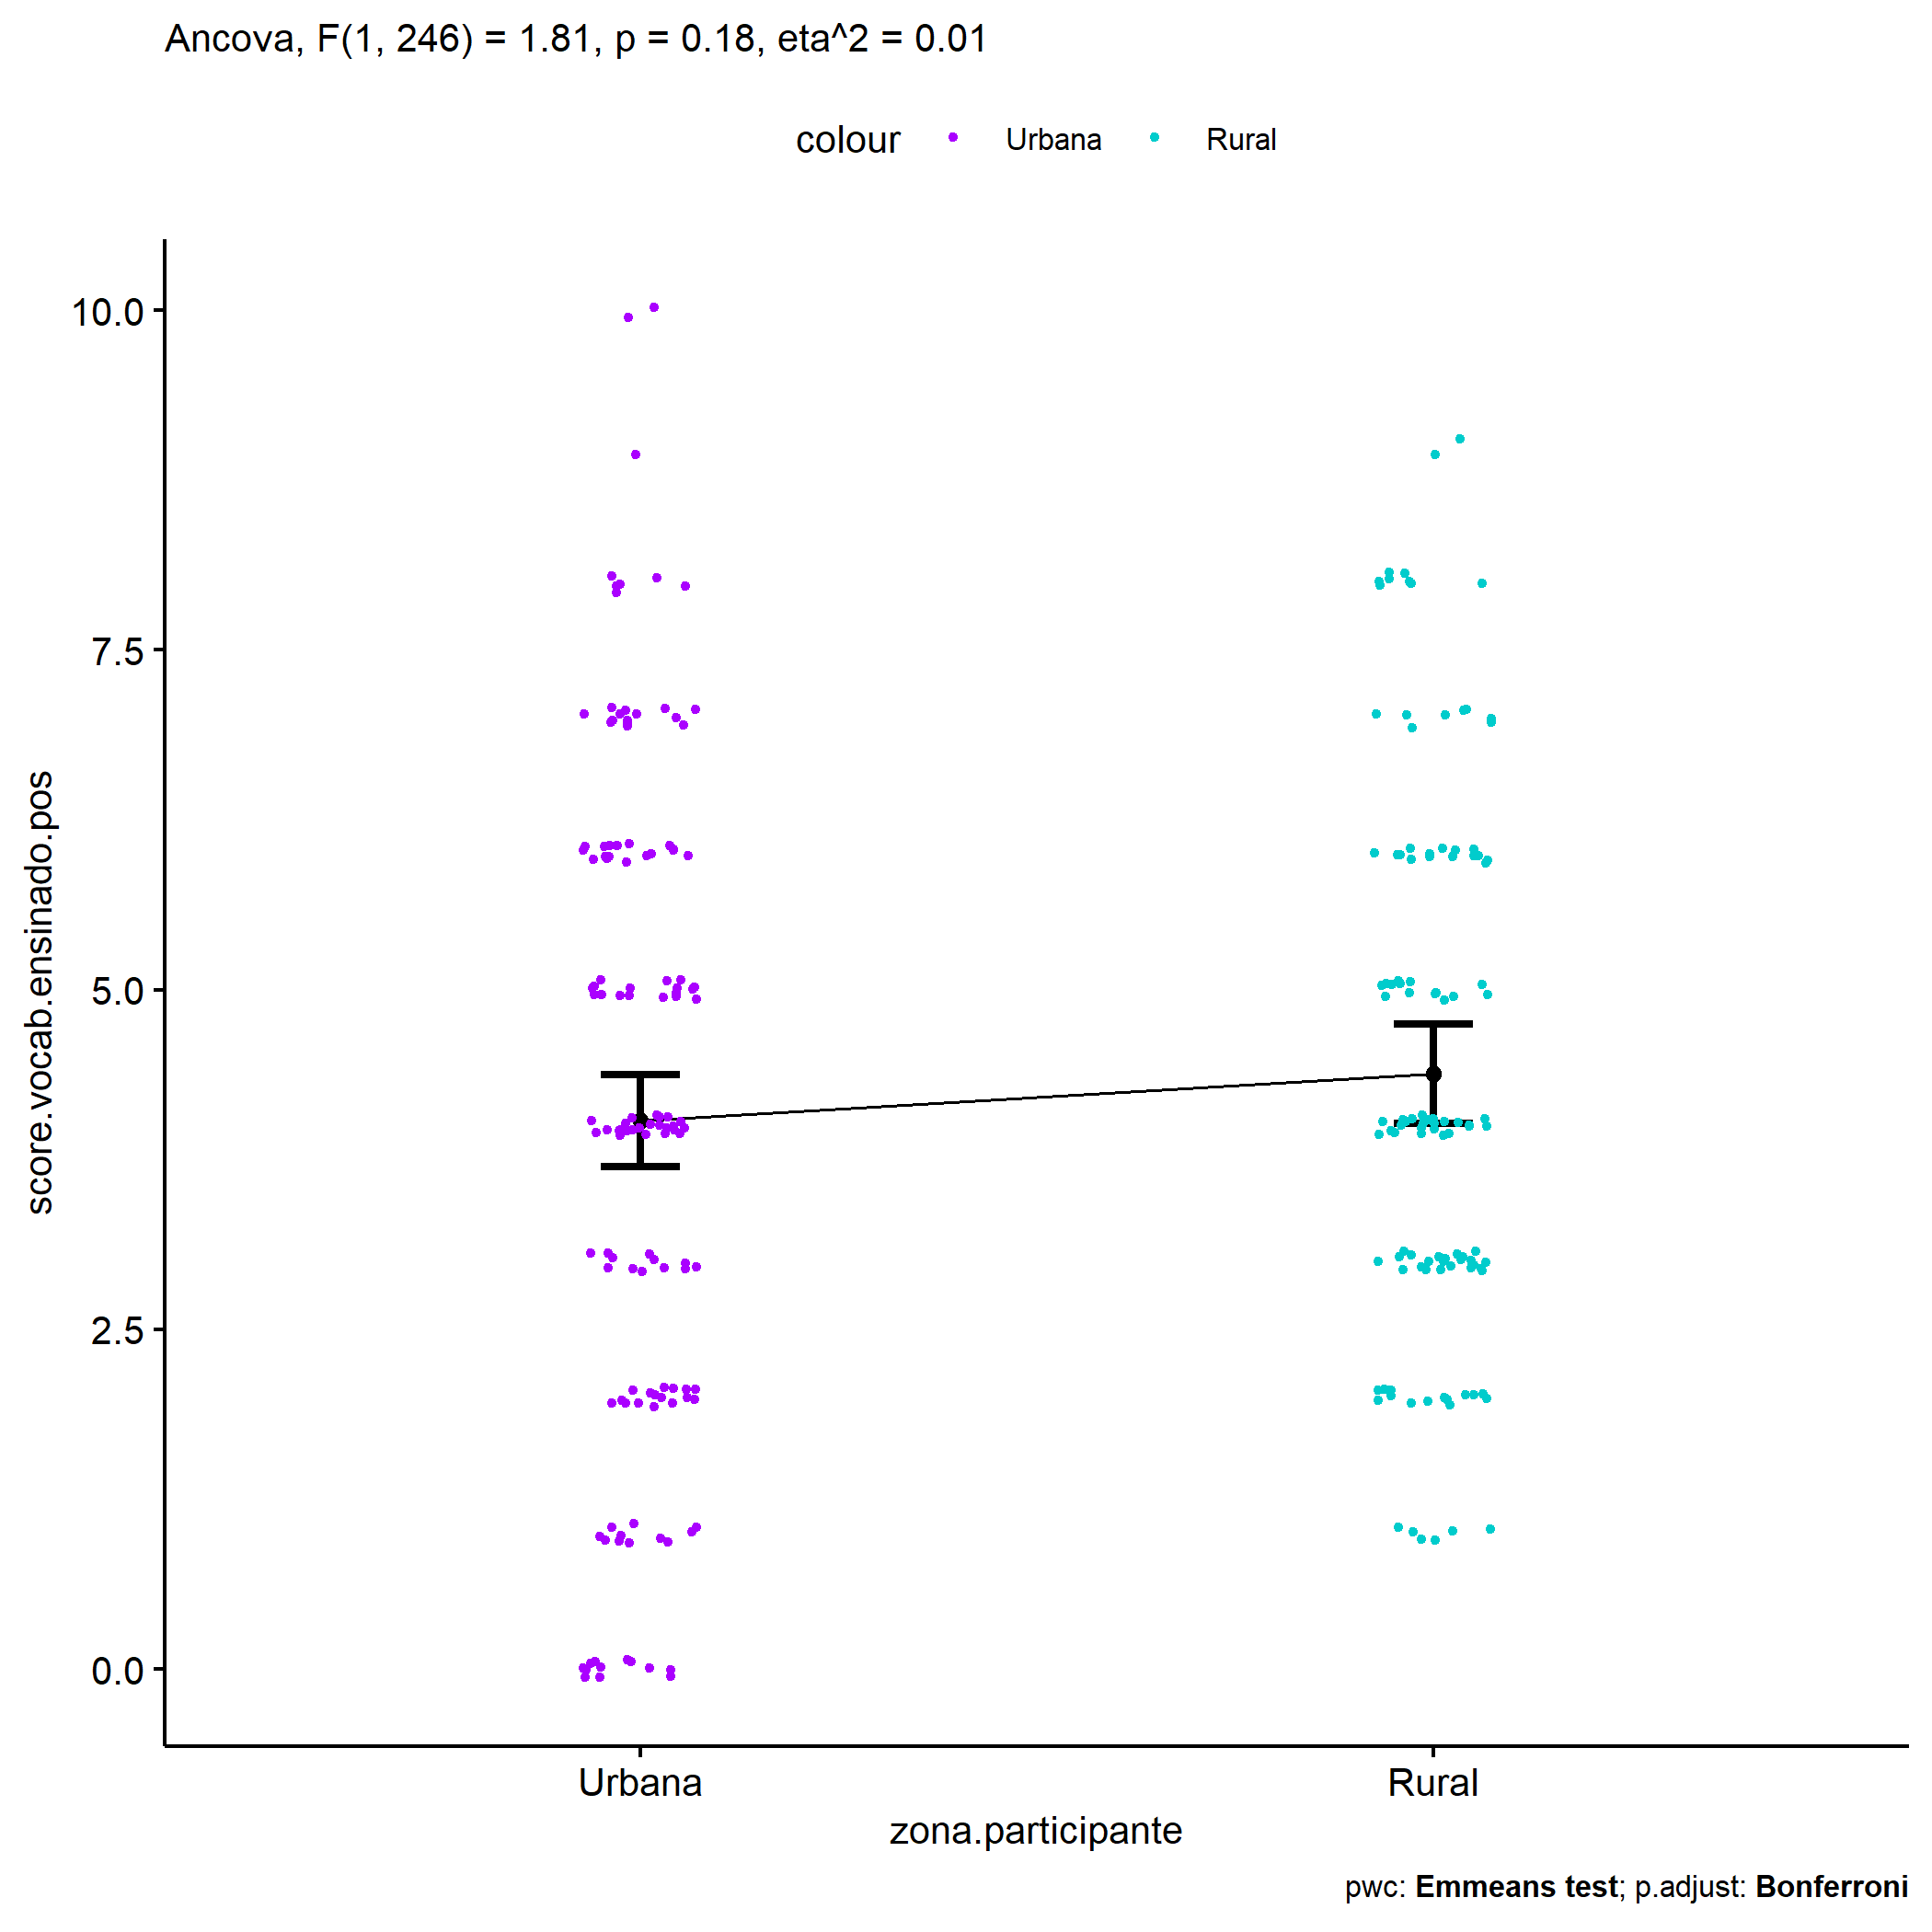 Ancova, F(1, 246) = 1.81, p = 0.18, eta^2 = 0.01
colour Urbana Rural
10.0
7.5
5.0
2.5
0.0
score.vocab.ensinado.pos
Urbana Rural
zona.participante
pwc: Emmeans test; p.adjust: Bonferroni